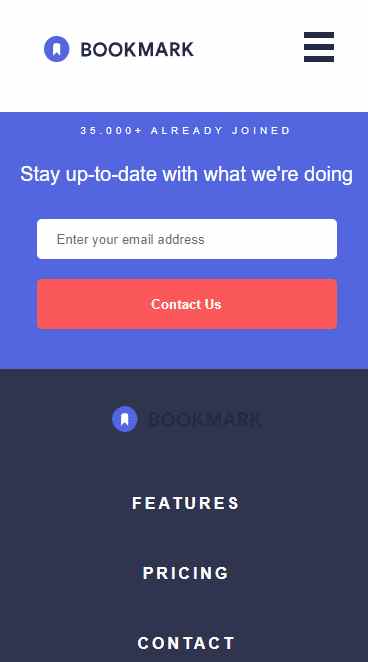 BOOKMARK
35.000+ ALREADY JOINED
Stay up-to-date with what we're doing
Enter your email address
Contact Us
BOOKMARK
FEATURES
PRICING
CONTACT